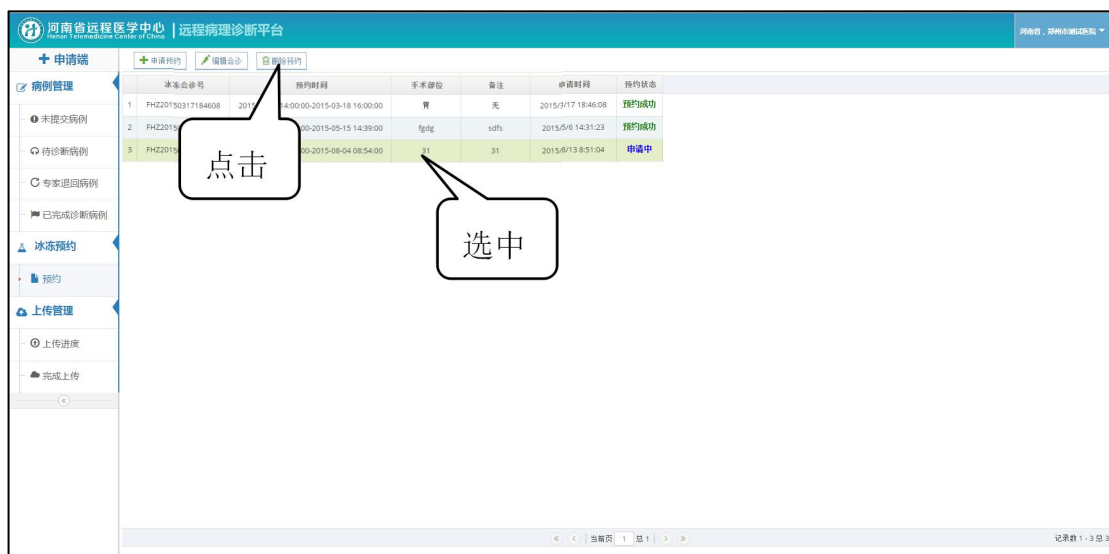 河南省远程医学中心 | 远程病理诊断平台
Henan Telemedicine Center of China
河南省，郑州市测试医院
申请端
申请预约 编辑会诊 删除预约
病例管理
冰冻会诊号 预约时间 手术部位 备注 申请时间 预约状态
1 FHZ20150317184608 2015 14:00:00-2015-03-18 16:00:00 胃 无 2015/3/17 18:46:08 预约成功
2 FHZ2015 00-2015-05-15 14:39:00 fgdg sdfs 2015/5/6 14:31:23 预约成功
3 FHZ2015 00-2015-08-04 08:54:00 31 31 2015/8/13 8:51:04 申请中
点击
选中
未提交病例
待诊断病例
专家退回病例
已完成诊断病例
冰冻预约
预约
上传管理
上传进度
完成上传
当前页 1 总 1
记录数 1 - 3 总 3